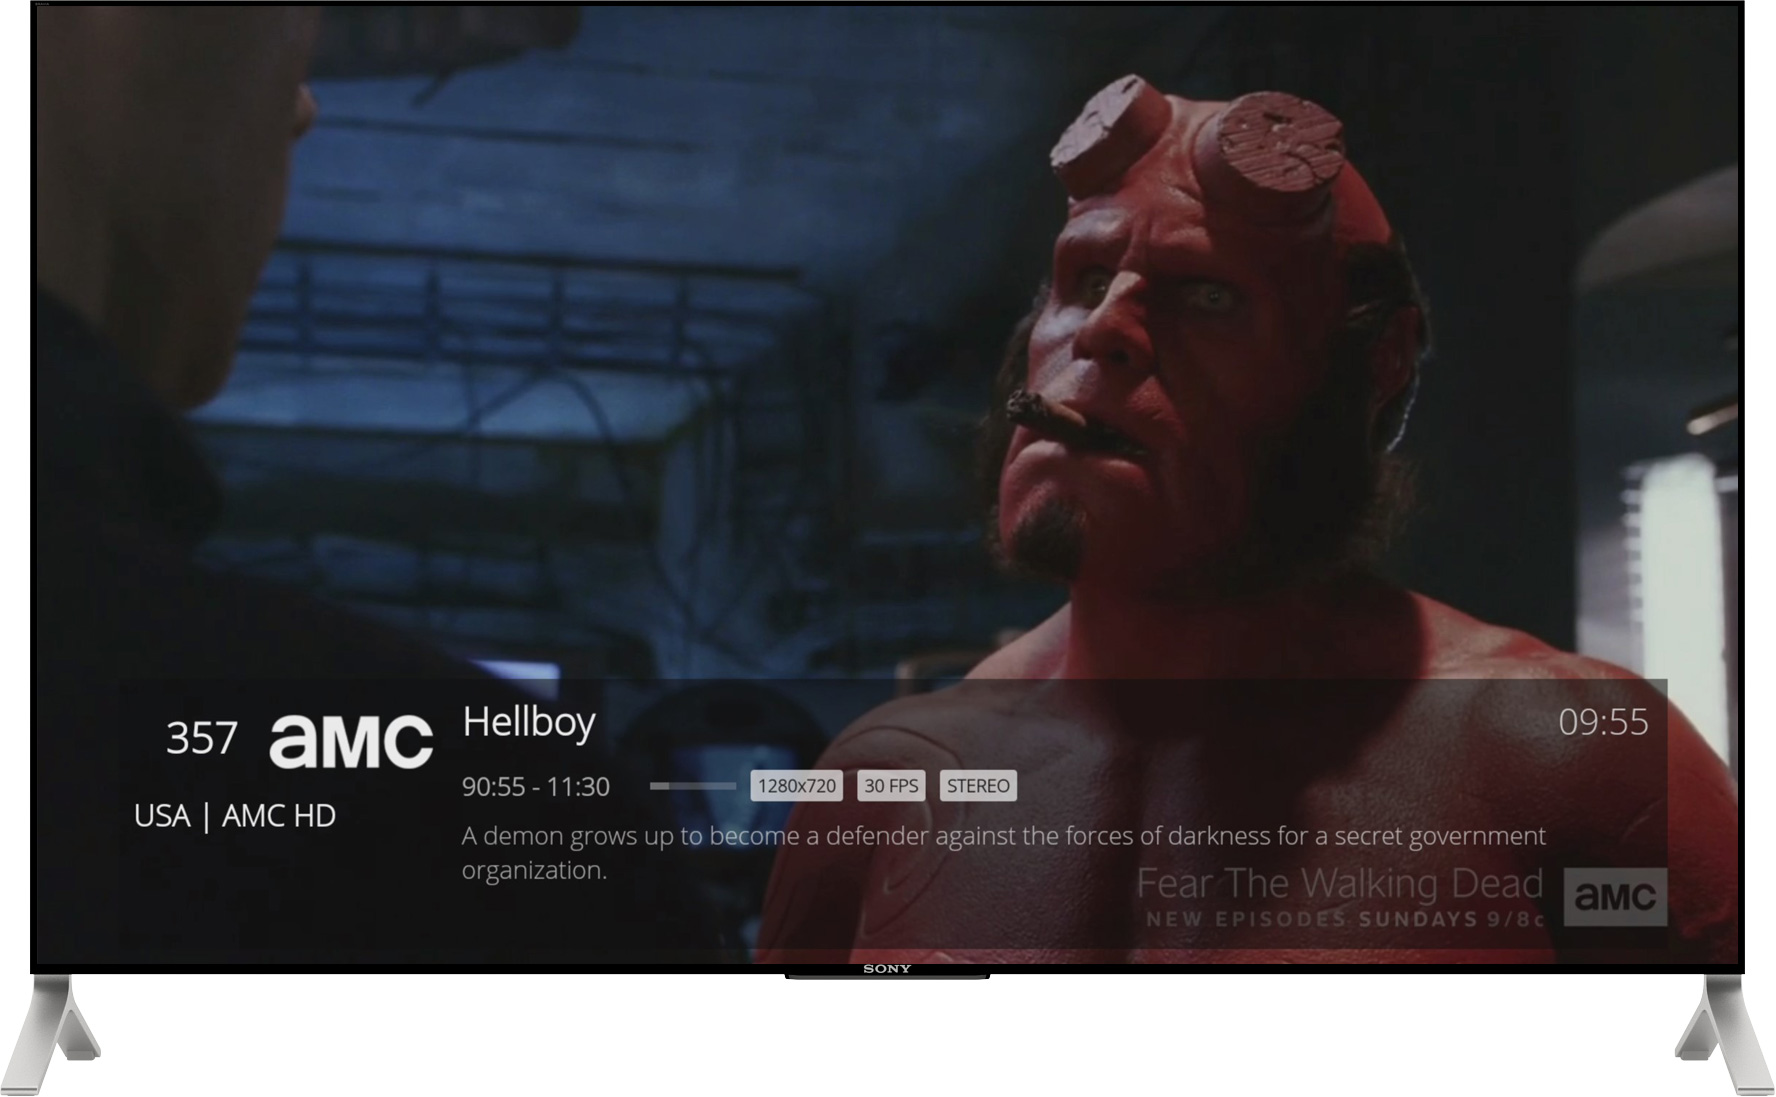 357 aMC
USA | AMC HD
Hellboy
09:55
90:55 - 11:30 1280x720 30 FPS STEREO
A demon grows up to become a defender against the forces of darkness for a secret government
organization.
Fear The Walking Dead
NEW EPISODES SUNDAYS 9/8c
aMC
SONY